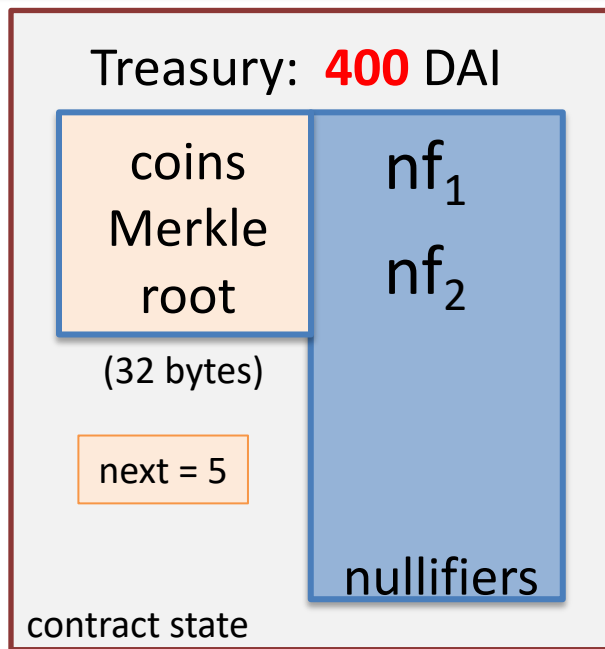 Treasury: 400 DAI
coins
Merkle
root
(32 bytes)
next = 5
nf₁
nf₂
nullifiers
contract state